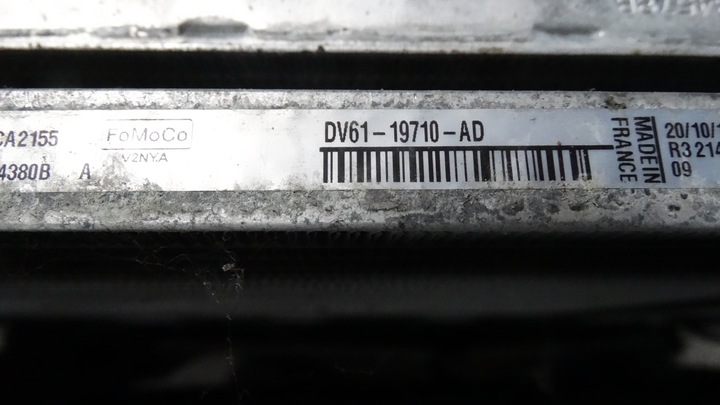 CA2155
4380B A
FoMoCo
V2NYA
DV61-19710-AD
MADE IN
FRANCE
20/10/1
R3 214
09